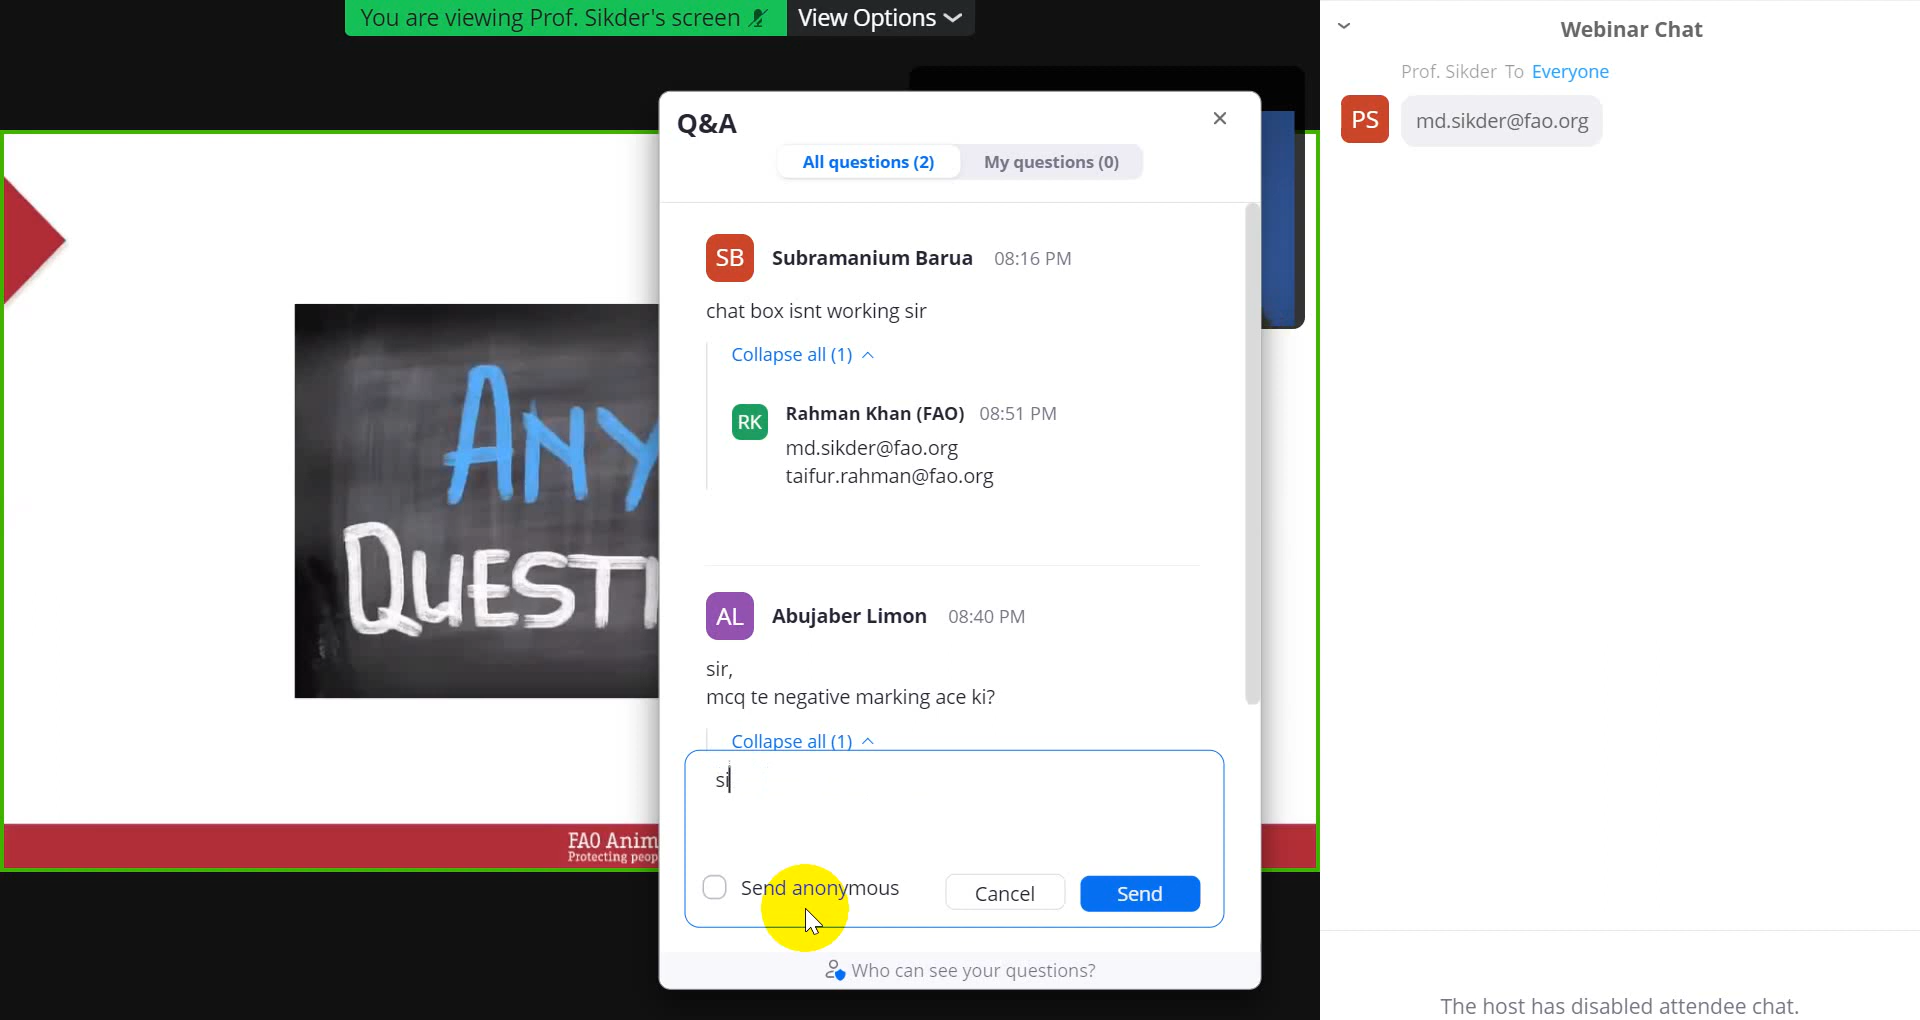 You are viewing Prof. Sikder's screen
View Options
Webinar Chat
Prof. Sikder To Everyone
PS
md.sikder@fao.org
Q&A
All questions (2)
My questions (0)
SB
Subramanium Barua 08:16 PM
chat box isnt working sir
Collapse all (1)
RK
Rahman Khan (FAO) 08:51 PM
md.sikder@fao.org
taifur.rahman@fao.org
ANY
QUESTI
AL
Abujaber Limon 08:40 PM
sir,
mcq te negative marking ace ki?
Collapse all (1)
si
FAO Anim
Protecting peop
Send anonymous
Cancel
Send
Who can see your questions?
The host has disabled attendee chat.